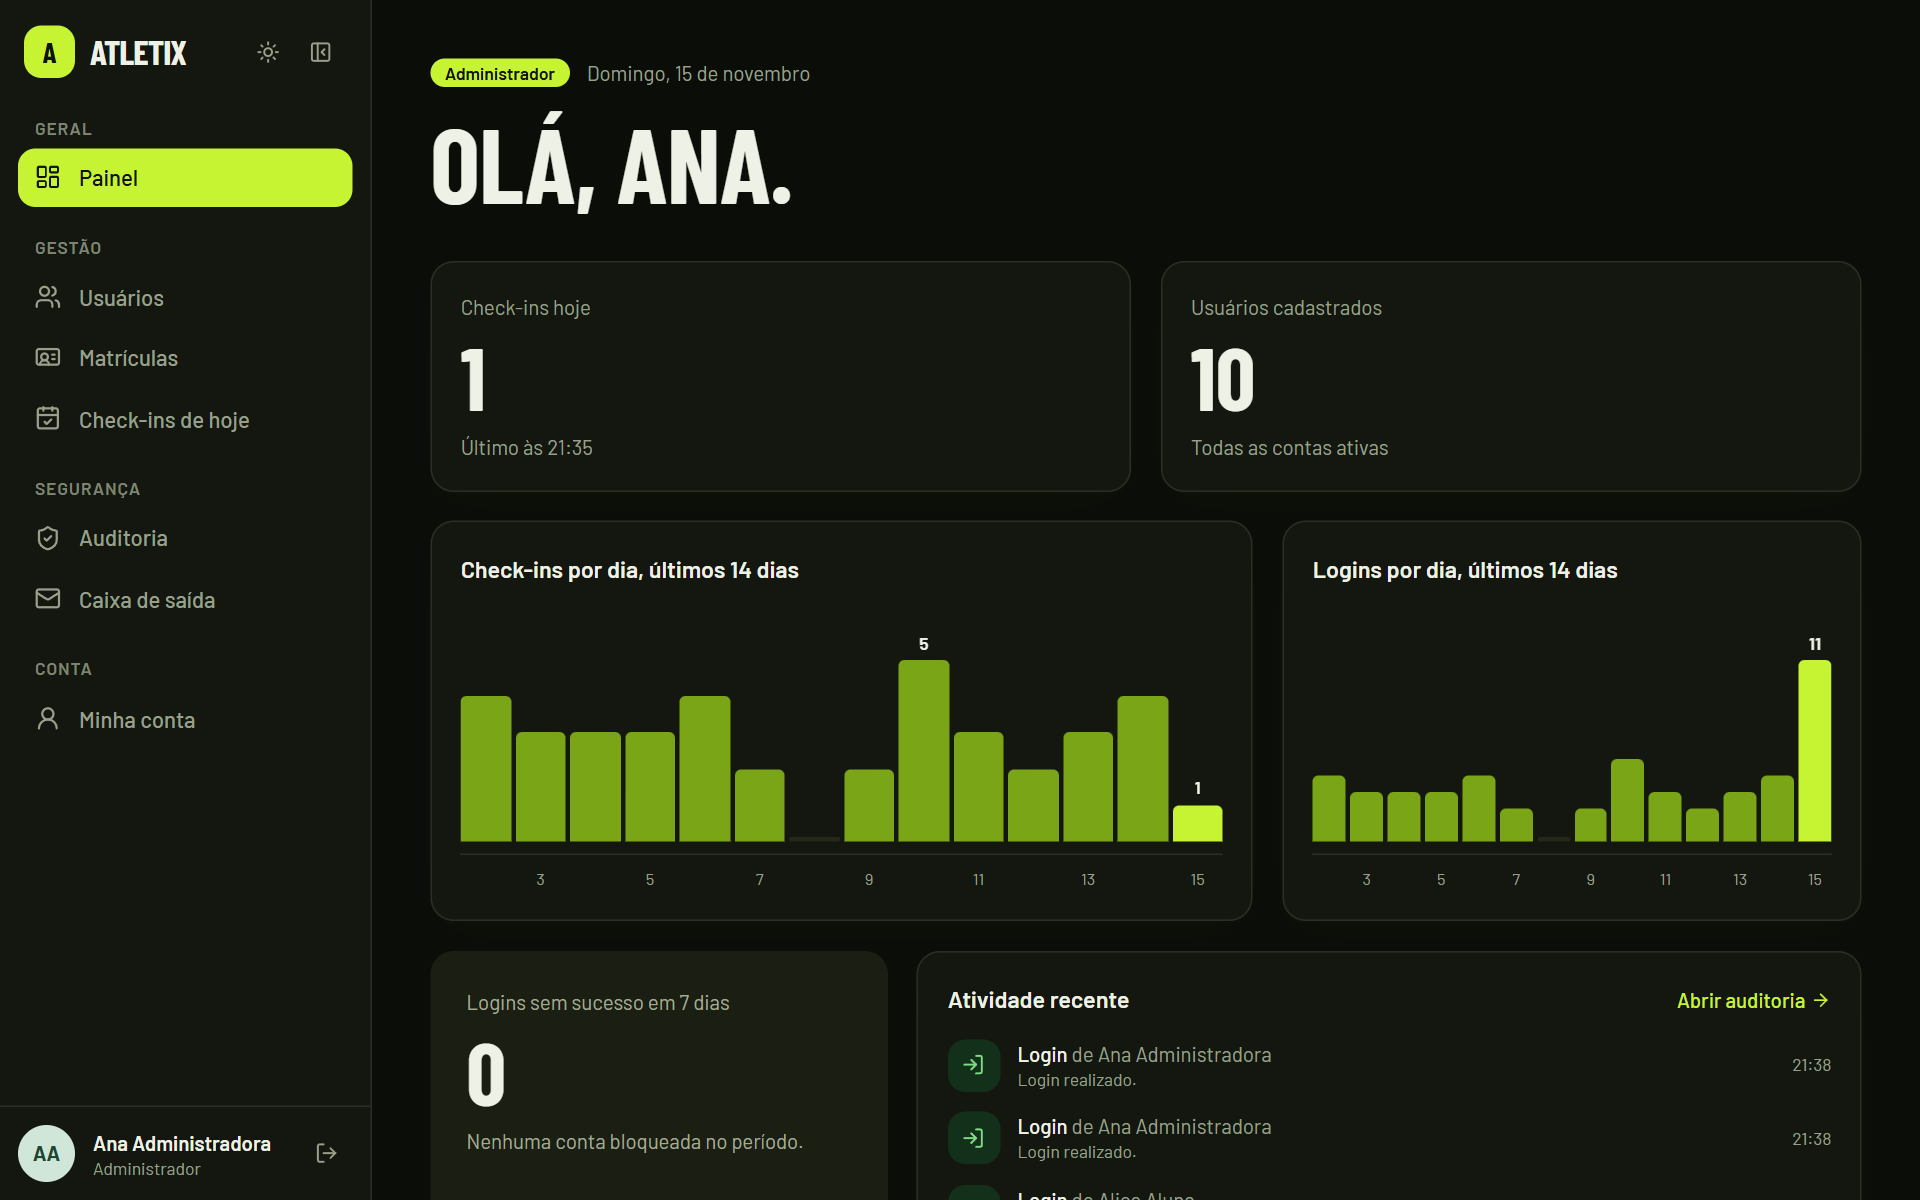 A ATLETIX
GERAL
Painel
GESTÃO
Usuários
Matrículas
Check-ins de hoje
SEGURANÇA
Auditoria
Caixa de saída
CONTA
Minha conta
AA
Ana Administradora
Administrador
Administrador Domingo, 15 de novembro
OLÁ, ANA.
Check-ins hoje
1
Último às 21:35
Usuários cadastrados
10
Todas as contas ativas
Check-ins por dia, últimos 14 dias
5
1
3 5 7 9 11 13 15
Logins por dia, últimos 14 dias
11
3 5 7 9 11 13 15
Logins sem sucesso em 7 dias
0
Nenhuma conta bloqueada no período.
Atividade recente
Abrir auditoria
Login de Ana Administradora
Login realizado.
21:38
Login de Ana Administradora
Login realizado.
21:38
Login de Alice Aluno